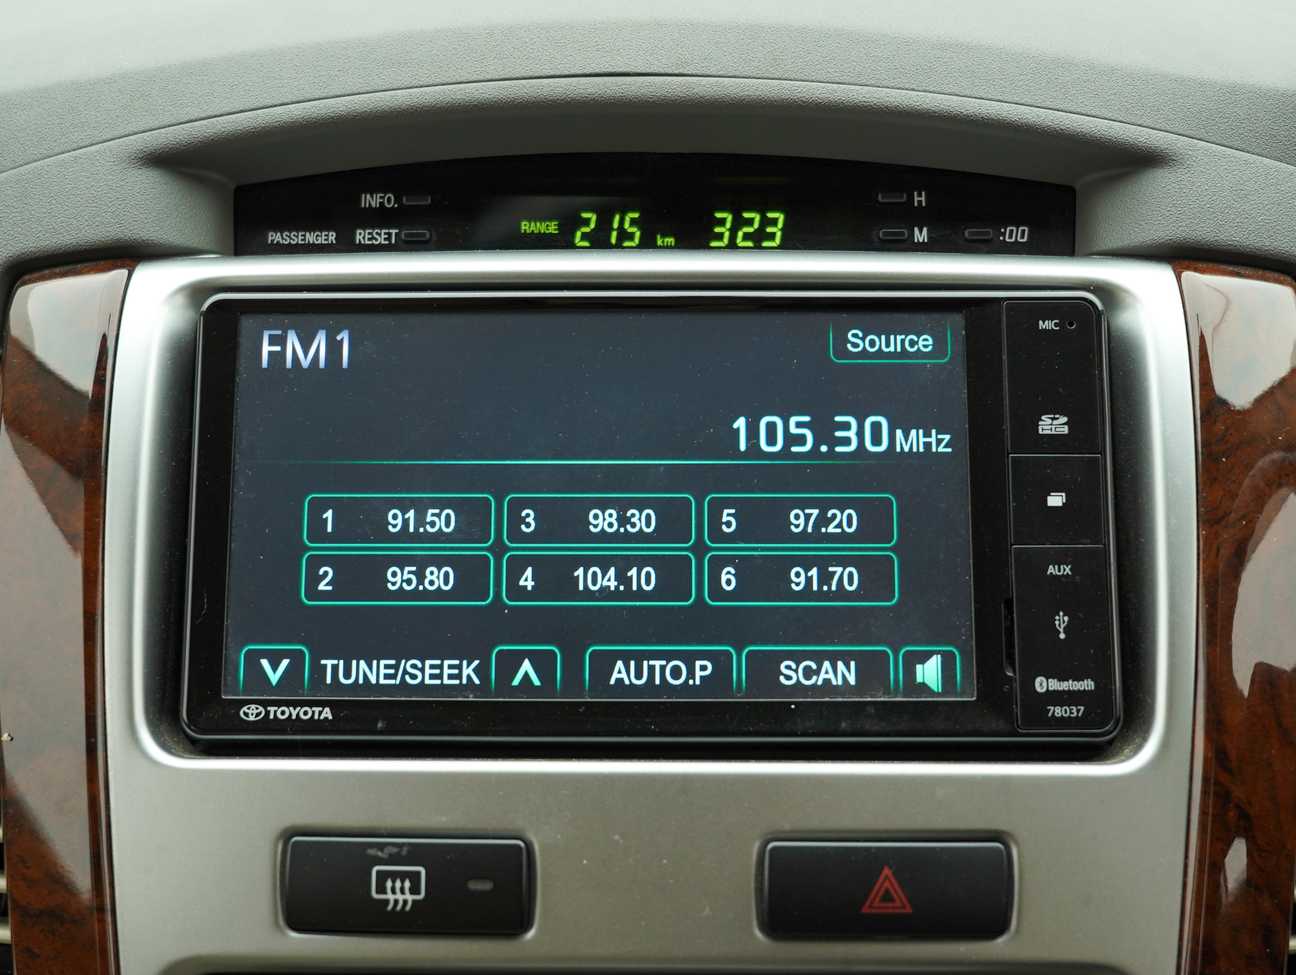 INFO. H
PASSENGER RESET RANGE 215 km 323 M :00
FM1 Source MIC
105.30 MHz
1 91.50 3 98.30 5 97.20
2 95.80 4 104.10 6 91.70
AUX
TUNE/SEEK AUTO.P SCAN
Bluetooth
TOYOTA 78037